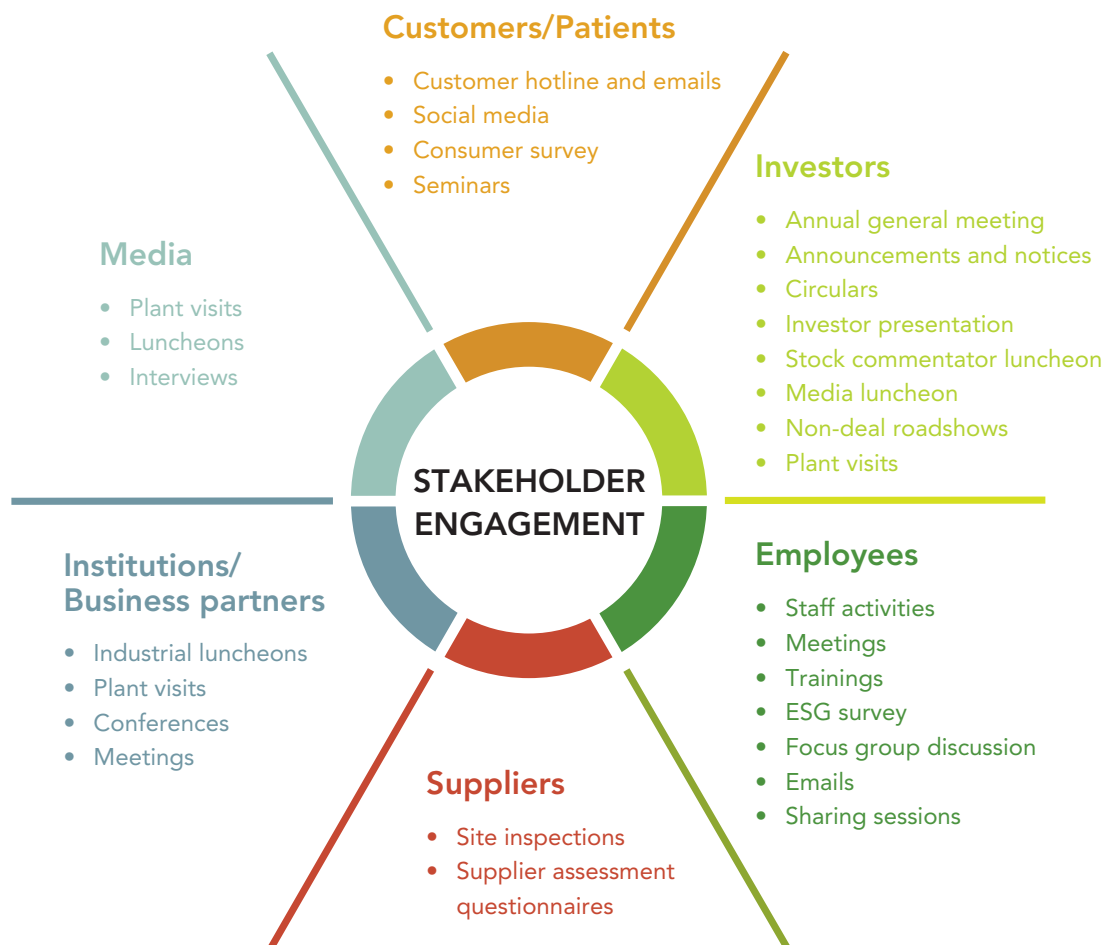 Customers/Patients
• Customer hotline and emails
• Social media
• Consumer survey
• Seminars
Investors
• Annual general meeting
• Announcements and notices
• Circulars
• Investor presentation
• Stock commentator luncheon
• Media luncheon
• Non-deal roadshows
• Plant visits
Media
• Plant visits
• Luncheons
• Interviews
STAKEHOLDER
ENGAGEMENT
Institutions/
Business partners
• Industrial luncheons
• Plant visits
• Conferences
• Meetings
Employees
• Staff activities
• Meetings
• Trainings
• ESG survey
• Focus group discussion
• Emails
• Sharing sessions
Suppliers
• Site inspections
• Supplier assessment
questionnaires